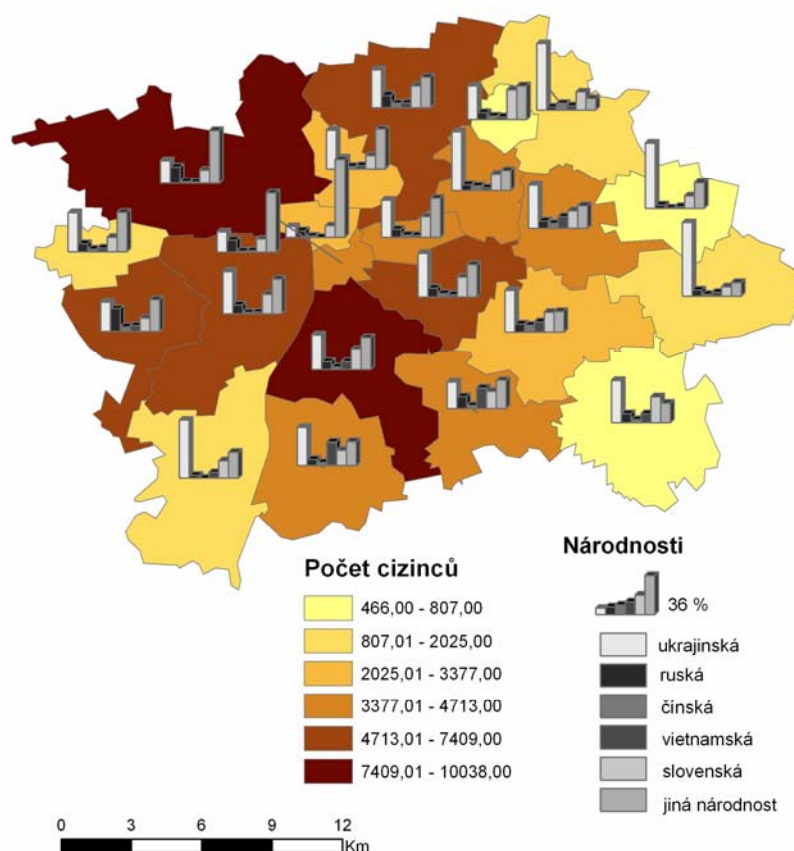 Počet cizinců
466,00 - 807,00
807,01 - 2025,00
2025,01 - 3377,00
3377,01 - 4713,00
4713,01 - 7409,00
7409,01 - 10038,00
Národnosti
36 %
ukrajinská
ruská
čínská
vietnamská
slovenská
jiná národnost
0 3 6 9 12
Km